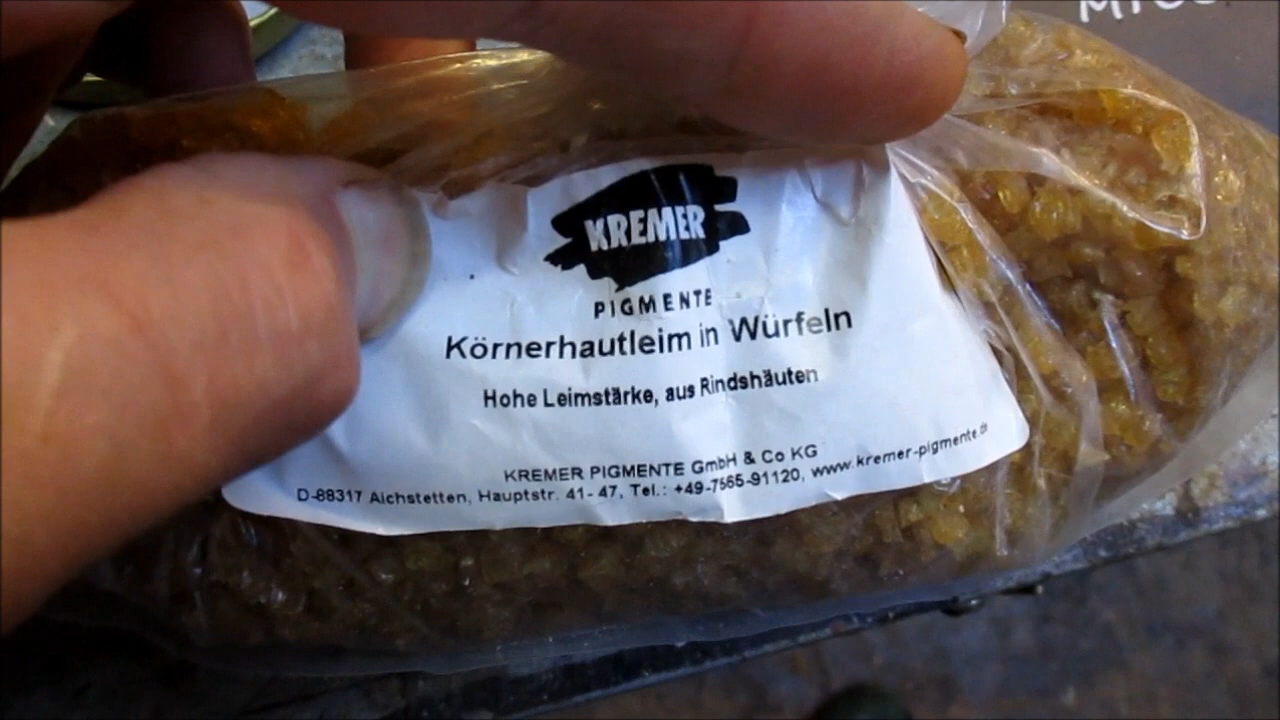 KREMER
PIGMENTE
Körnerhautleim in Würfeln
Hohe Leimstärke, aus Rindshäuten
KREMER PIGMENTE GmbH & Co KG
D-88317 Aichstetten, Hauptstr. 41- 47, Tel.: +49-7565-91120, www.kremer-pigmente.de